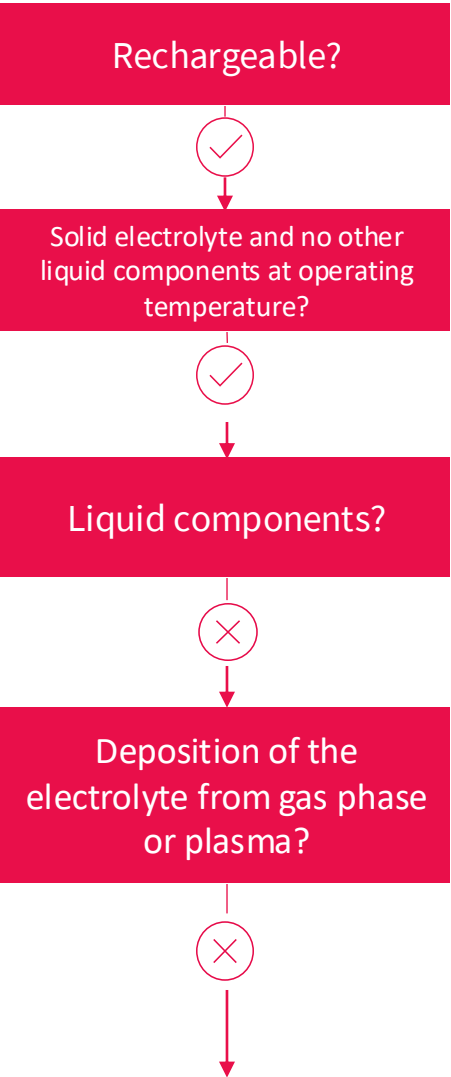 Rechargeable?
Solid electrolyte and no other
liquid components at operating
temperature?
Liquid components?
Deposition of the
electrolyte from gas phase
or plasma?